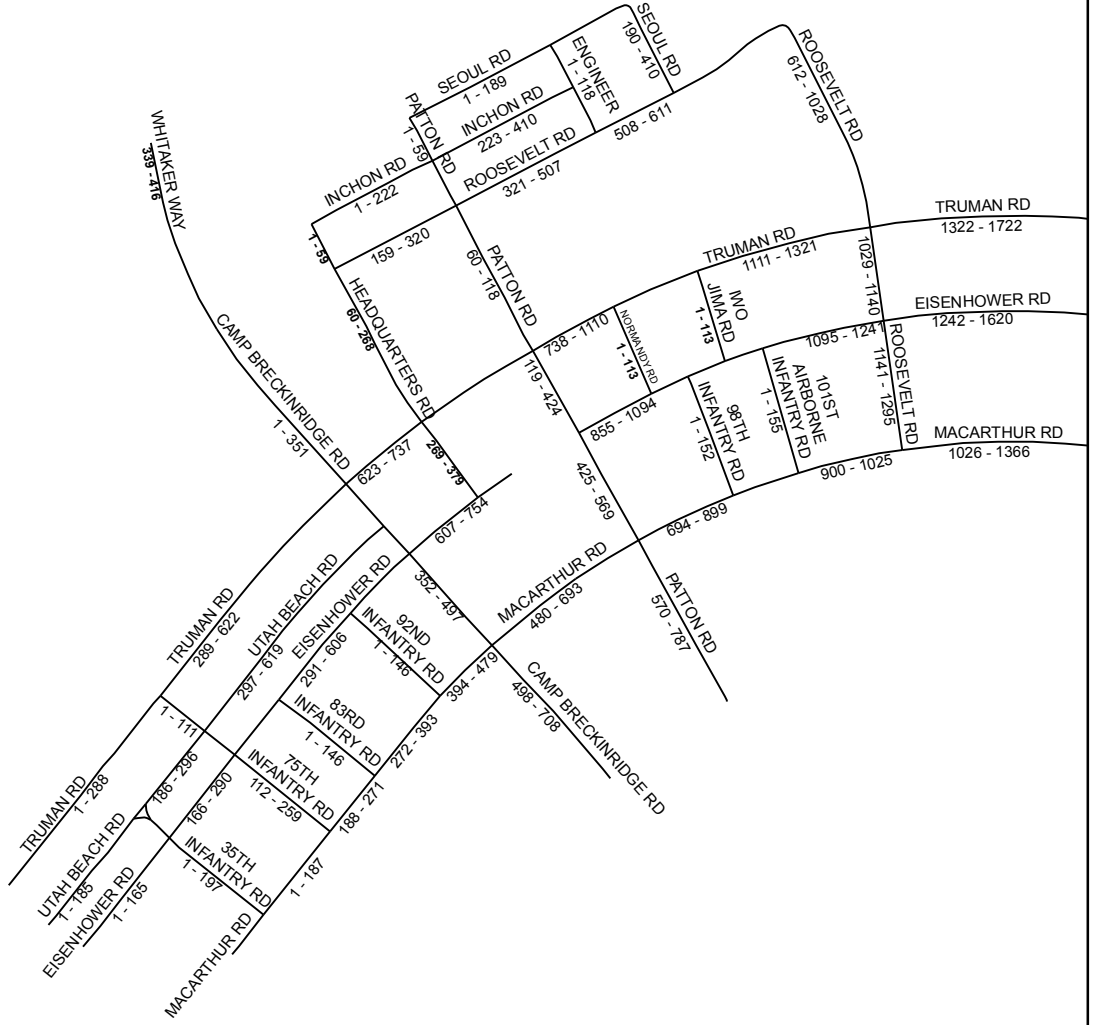 SEOUL RD
190 - 410
SEOUL RD
1 - 189
ENGINEER
1 - 118
ROOSEVELT RD
612 - 1028
PATTON RD
1 - 59
INCHON RD
223 - 410
508 - 611
ROOSEVELT RD
321 - 507
WHITAKER WAY
339 - 416
INCHON RD
1 - 222
1 - 59
159 - 320
TRUMAN RD
1322 - 1722
TRUMAN RD
1111 - 1321
PATTON RD
60 - 118
1029 - 1140
HEADQUARTERS RD
60 - 268
IWO
JIMA RD
1 - 113
EISENHOWER RD
1242 - 1620
NORMANDY RD
1 - 113
738 - 1110
1095 - 1241
ROOSEVELT RD
1141 - 1295
CAMP BRECKINRIDGE RD
1 - 351
119 - 424
101ST
AIRBORNE
INFANTRY RD
1 - 155
98TH
INFANTRY RD
1 - 152
855 - 1094
MACARTHUR RD
1026 - 1366
900 - 1025
623 - 737
269 - 379
425 - 569
694 - 899
607 - 754
MACARTHUR RD
480 - 693
PATTON RD
570 - 787
352 - 497
UTAH BEACH RD
297 - 619
EISENHOWER RD
291 - 606
92ND
INFANTRY RD
1 - 146
TRUMAN RD
289 - 622
394 - 479
CAMP BRECKINRIDGE RD
498 - 708
83RD
INFANTRY RD
1 - 146
272 - 393
1 - 111
75TH
INFANTRY RD
112 - 259
188 - 271
186 - 296
166 - 290
TRUMAN RD
1 - 288
35TH
INFANTRY RD
1 - 197
1 - 187
UTAH BEACH RD
1 - 185
EISENHOWER RD
1 - 165
MACARTHUR RD